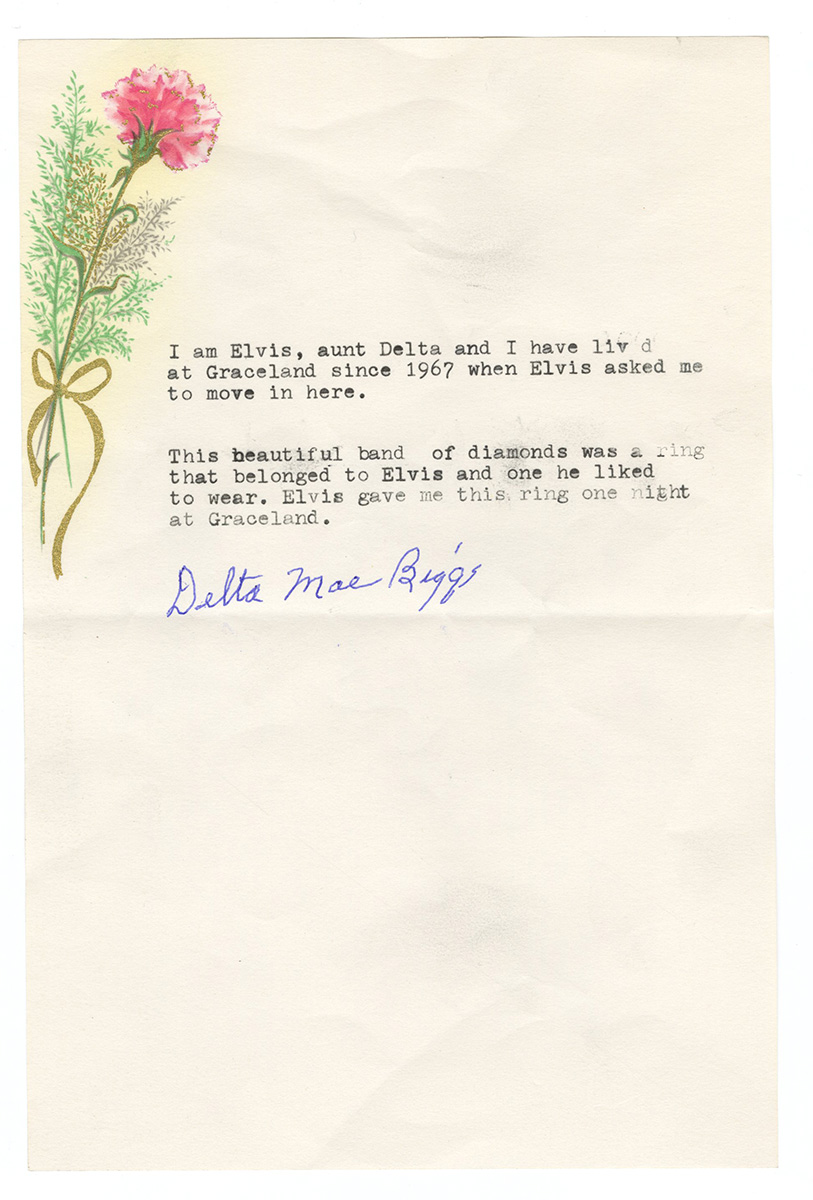 I am Elvis, aunt Delta and I have liv d
at Graceland since 1967 when Elvis asked me
to move in here.
This beautiful band of diamonds was a ring
that belonged to Elvis and one he liked
to wear. Elvis gave me this ring one night
at Graceland.
Delta Mae Biggs